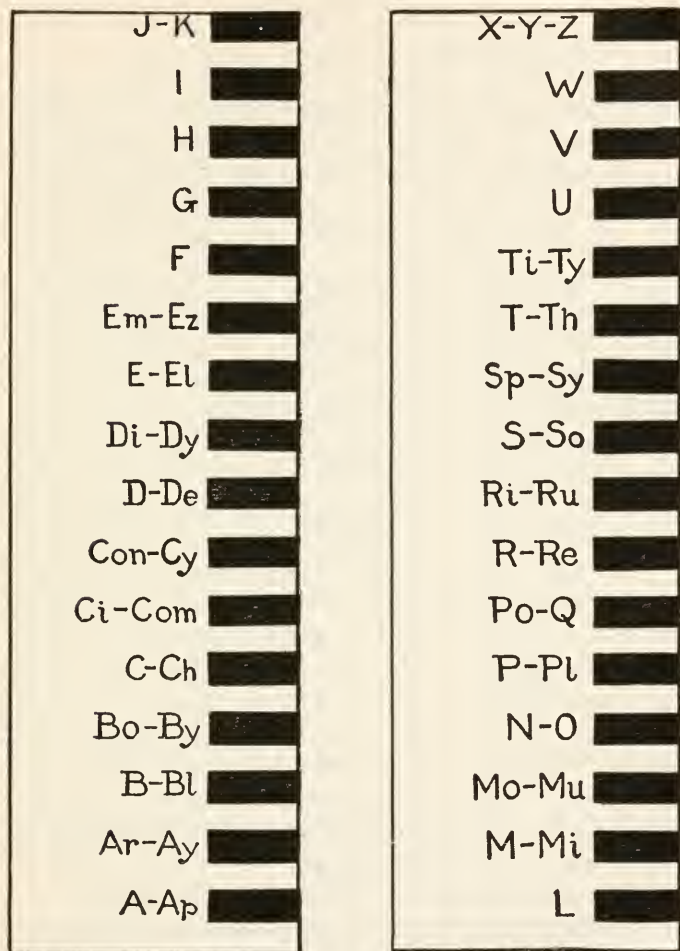 J-K
I
H
G
F
Em-Ez
E-El
Di-Dy
D-De
Con-Cy
Ci-Com
C-Ch
Bo-By
B-Bl
Ar-Ay
A-Ap
X-Y-Z
W
V
U
Ti-Ty
T-Th
Sp-Sy
S-So
Ri-Ru
R-Re
Po-Q
P-Pl
N-O
Mo-Mu
M-Mi
L